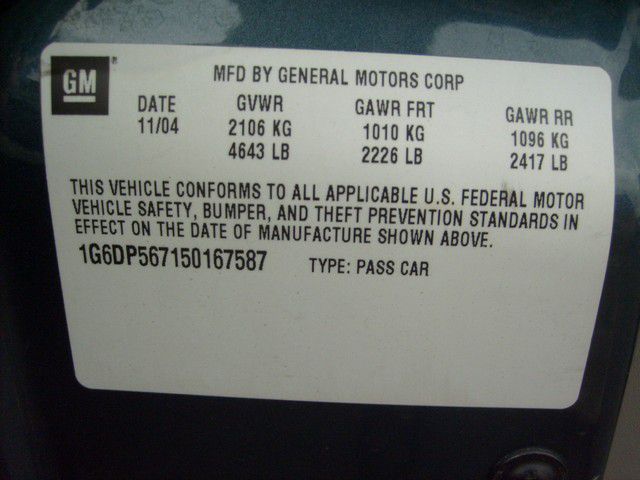 GM
MFD BY GENERAL MOTORS CORP
DATE GVWR GAWR FRT GAWR RR
11/04 2106 KG 1010 KG 1096 KG
4643 LB 2226 LB 2417 LB
THIS VEHICLE CONFORMS TO ALL APPLICABLE U.S. FEDERAL MOTOR
VEHICLE SAFETY, BUMPER, AND THEFT PREVENTION STANDARDS IN
EFFECT ON THE DATE OF MANUFACTURE SHOWN ABOVE.
1G6DP567150167587 TYPE: PASS CAR